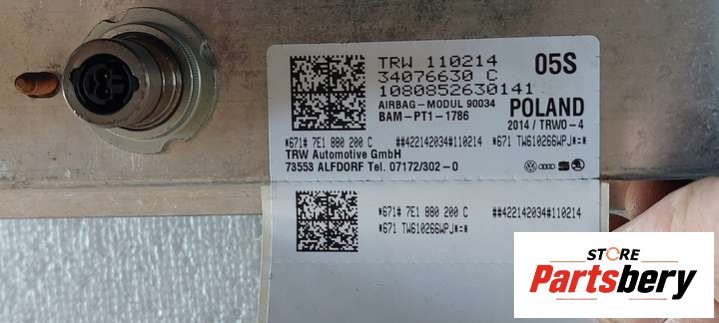 TRW 110214
05S
34076630 C
1080852630141
AIRBAG-MODUL 90034
POLAND
BAM-PT1-1786
2014 / TRWO-4
*671# 7E1 880 200 C ##422142034#110214 *671 TW610266WPJ*=*
TRW Automotive GmbH
73553 ALFDORF Tel. 07172/302-0
*671# 7E1 880 200 C ##422142034#110214
*671 TW610266WPJ*=*
STORE
Partsbery